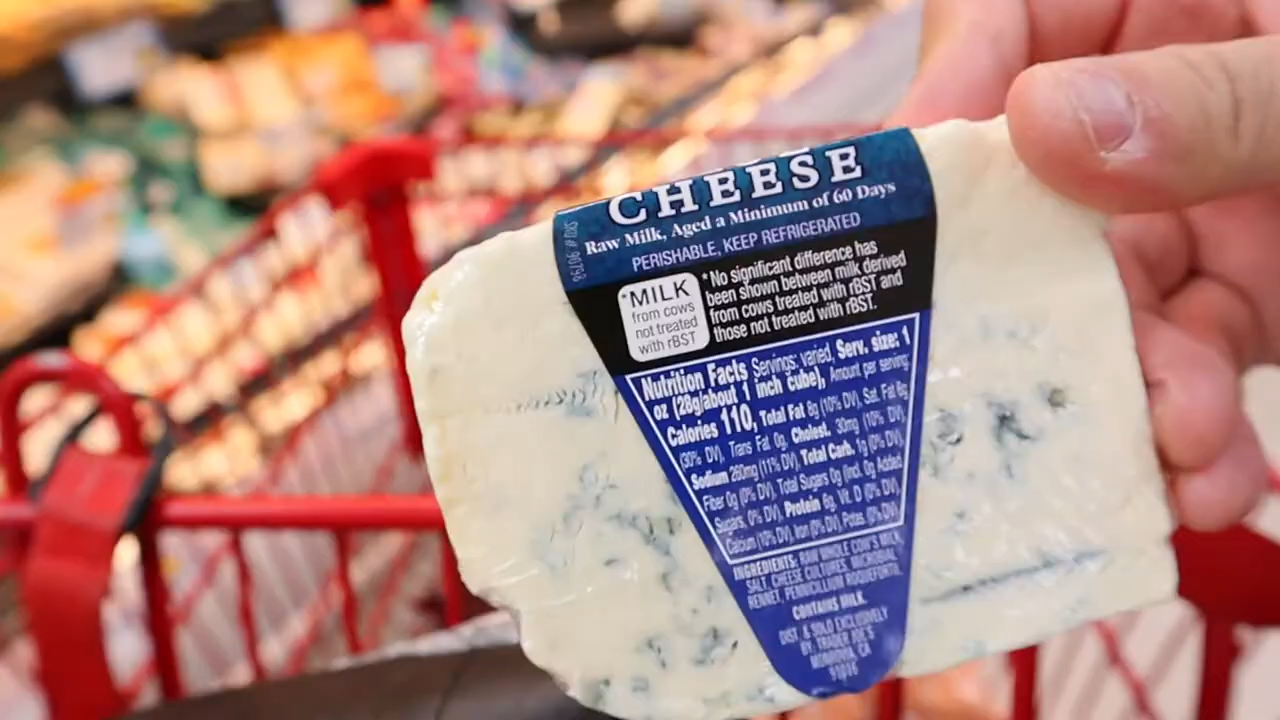 CHEESE
Raw Milk, Aged a Minimum of 60 Days
PERISHABLE, KEEP REFRIGERATED
SKU # 90798
*MILK
from cows
not treated
with rBST
*No significant difference has
been shown between milk derived
from cows treated with rBST and
those not treated with rBST.
Nutrition Facts Servings: varied, Serv. size: 1
oz (28g/about 1 inch cube), Amount per serving:
Calories 110, Total Fat 8g (10% DV), Sat. Fat 6g
(30% DV), Trans Fat 0g, Cholest. 30mg (10% DV),
Sodium 260mg (11% DV), Total Carb. 1g (0% DV),
Fiber 0g (0% DV), Total Sugars 0g (Incl. 0g Added
Sugars, 0% DV), Protein 6g, Vit. D (0% DV),
Calcium (10% DV), Iron (0% DV), Potas. (0% DV)
INGREDIENTS: RAW WHOLE COW'S MILK,
SALT, CHEESE CULTURES, MICROBIAL
RENNET, PENNICILLIUM ROQUEFORTII.
CONTAINS MILK.
DIST. & SOLD EXCLUSIVELY
BY: TRADER JOE'S
MONROVIA, CA
91016